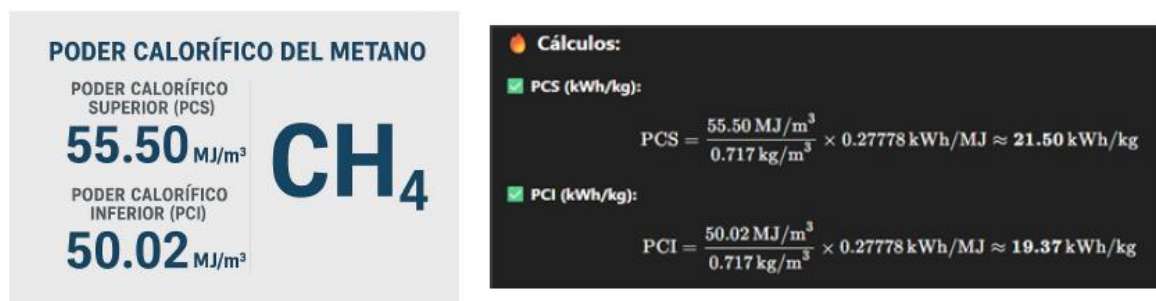 PODER CALORÍFICO DEL METANO
PODER CALORÍFICO
SUPERIOR (PCS)
55.50 MJ/m³
PODER CALORÍFICO
INFERIOR (PCI)
50.02 MJ/m³
CH₄
🔥 Cálculos:
✅ PCS (kWh/kg):
PCS = \frac{55.50 MJ/m³}{0.717 kg/m³} × 0.27778 kWh/MJ ≈ 21.50 kWh/kg
✅ PCI (kWh/kg):
PCI = \frac{50.02 MJ/m³}{0.717 kg/m³} × 0.27778 kWh/MJ ≈ 19.37 kWh/kg